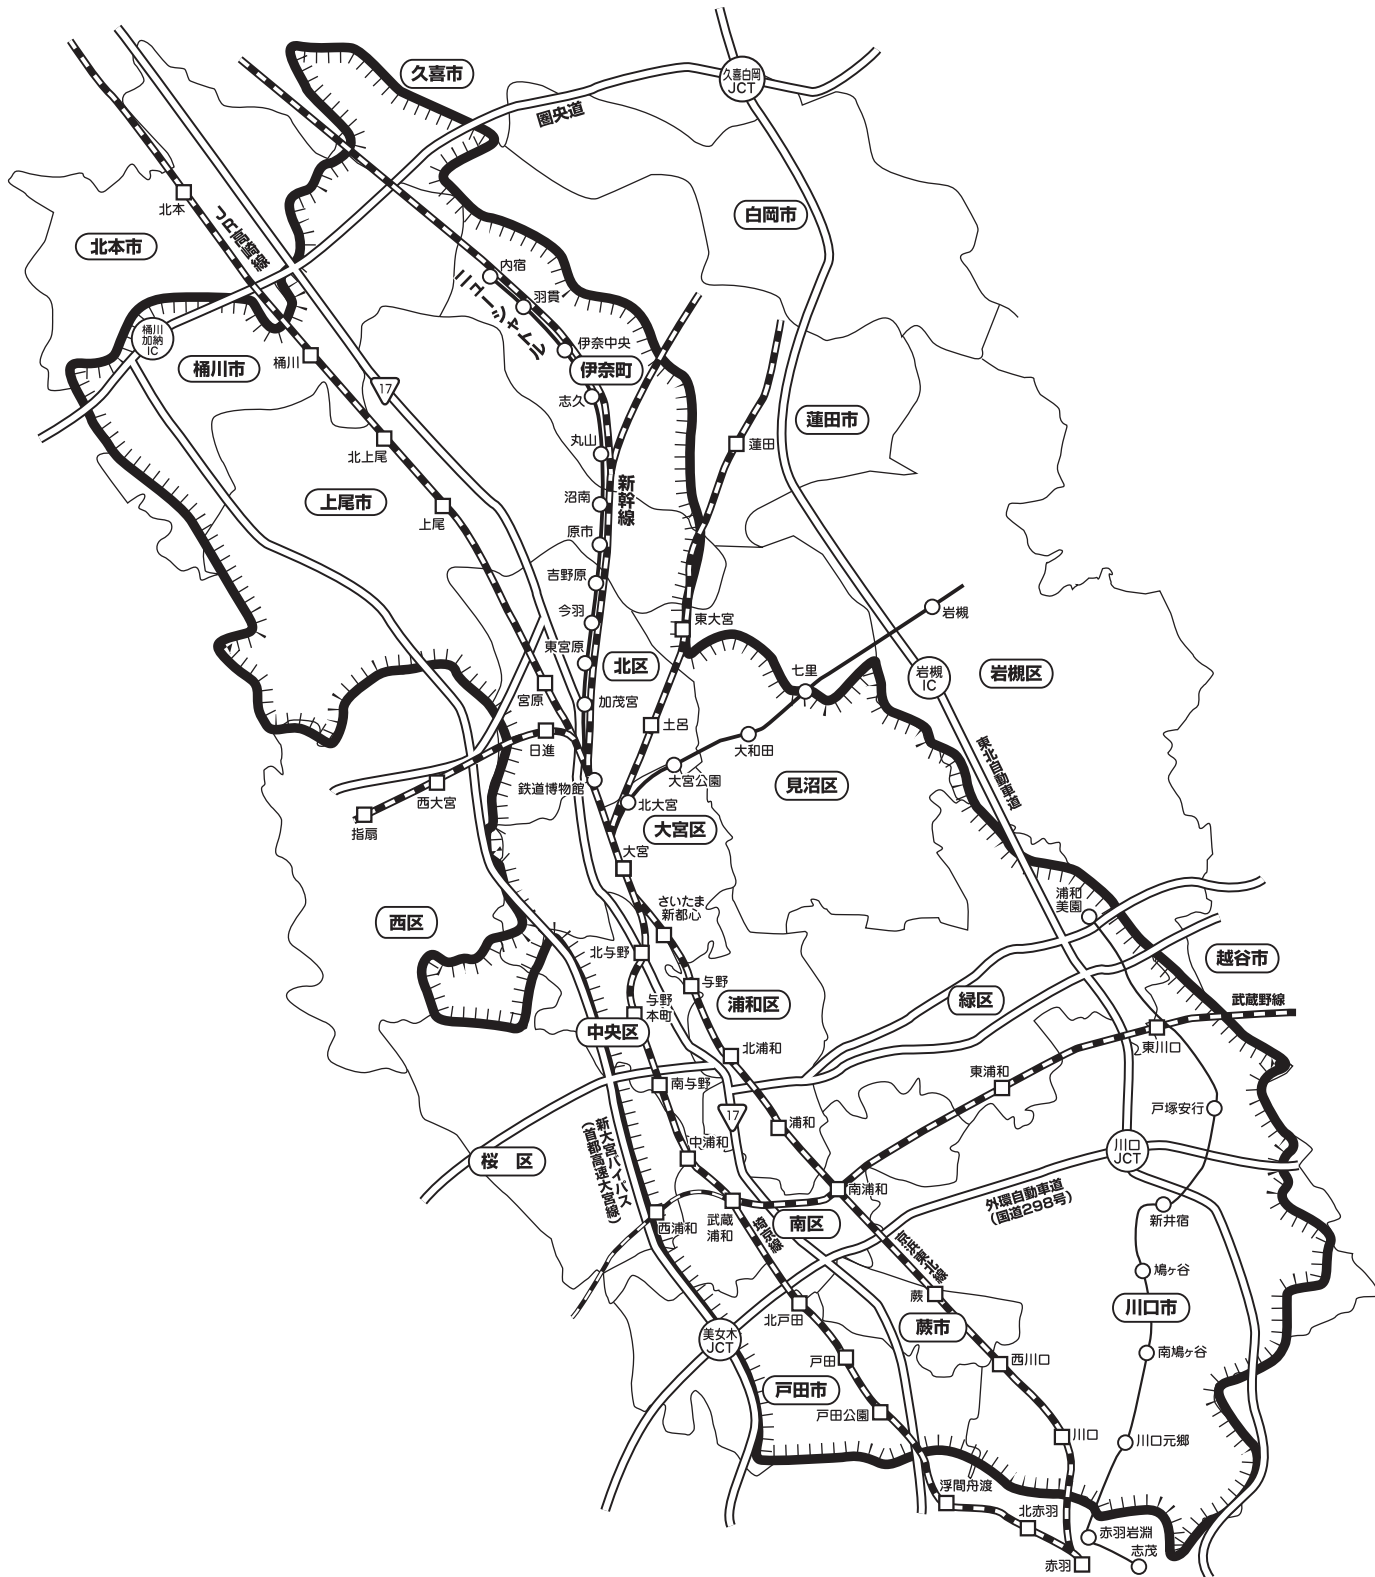 久喜市
久喜白岡
JCT
圏央道
北本
北本市
JR高崎線
白岡市
内宿
羽貫
ニューシャトル
伊奈中央
伊奈町
桶川
加納
IC
桶川市
桶川
17
志久
蓮田市
蓮田
丸山
北上尾
上尾市
上尾
沼南
新幹線
原市
吉野原
今羽
東大宮
岩槻
東宮原
北区
七里
岩槻
IC
岩槻区
宮原
加茂宮
土呂
大和田
日進
東北自動車道
鉄道博物館
大宮公園
見沼区
西大宮
北大宮
指扇
大宮区
大宮
さいたま
新都心
浦和
美園
西区
北与野
越谷市
与野
与野
本町
浦和区
緑区
武蔵野線
中央区
北浦和
東川口
南与野
東浦和
17
戸塚安行
浦和
新大宮バイパス
(首都高速大宮線)
中浦和
川口
JCT
桜 区
南浦和
外環自動車道
(国道298号)
西浦和
武蔵
浦和
埼京線
南区
新井宿
京浜東北線
鳩ヶ谷
蕨
川口市
北戸田
蕨市
美女木
JCT
戸田
西川口
南鳩ヶ谷
戸田市
戸田公園
川口
川口元郷
浮間舟渡
北赤羽
赤羽岩淵
志茂
赤羽